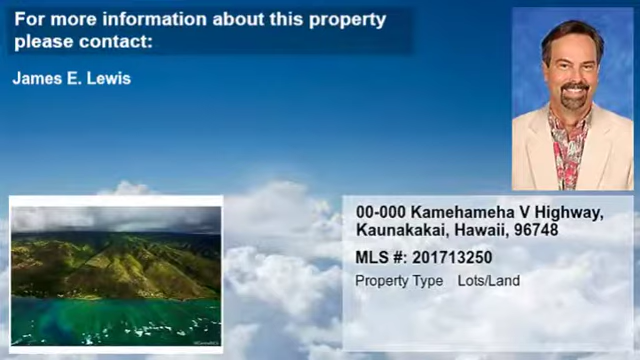 For more information about this property
please contact:
James E. Lewis
00-000 Kamehameha V Highway,
Kaunakakai, Hawaii, 96748
MLS #: 201713250
Property Type Lots/Land